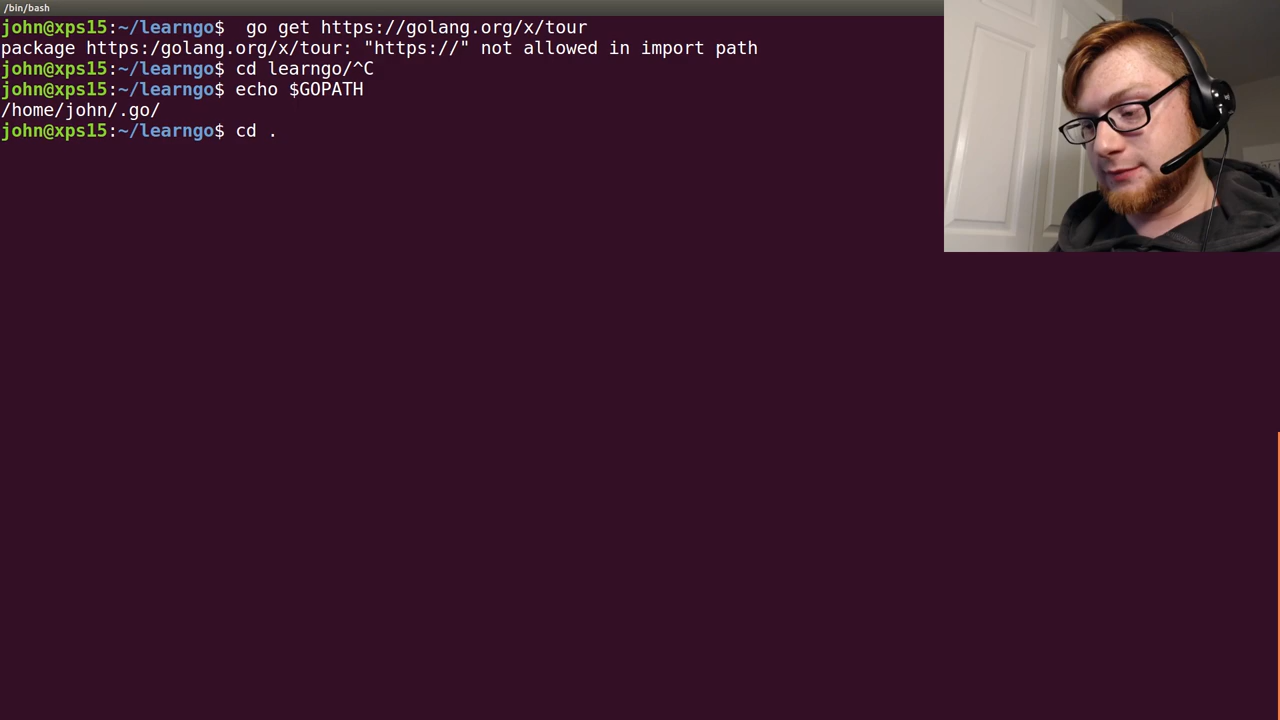 /bin/bash
john@xps15:~/learngo$  go get https://golang.org/x/tour
package https:/golang.org/x/tour: "https://" not allowed in import path
john@xps15:~/learngo$ cd learngo/^C
john@xps15:~/learngo$ echo $GOPATH
/home/john/.go/
john@xps15:~/learngo$ cd .